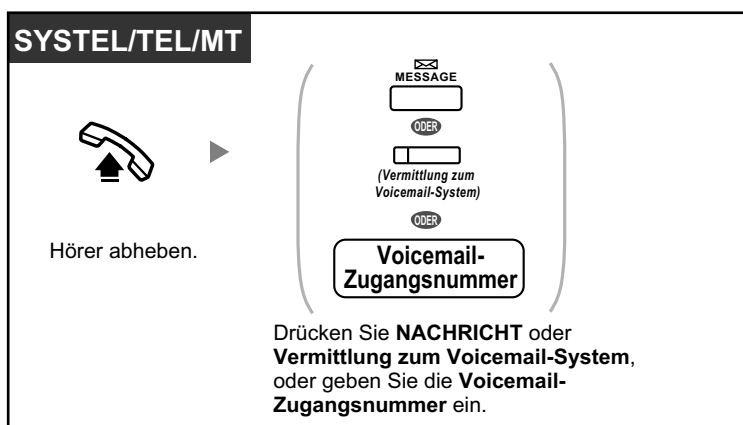 SYSTEL/TEL/MT
MESSAGE
ODER
(Vermittlung zum
Voicemail-System)
ODER
Voicemail-
Zugangsnummer
Hörer abheben.
Drücken Sie NACHRICHT oder
Vermittlung zum Voicemail-System,
oder geben Sie die Voicemail-
Zugangsnummer ein.